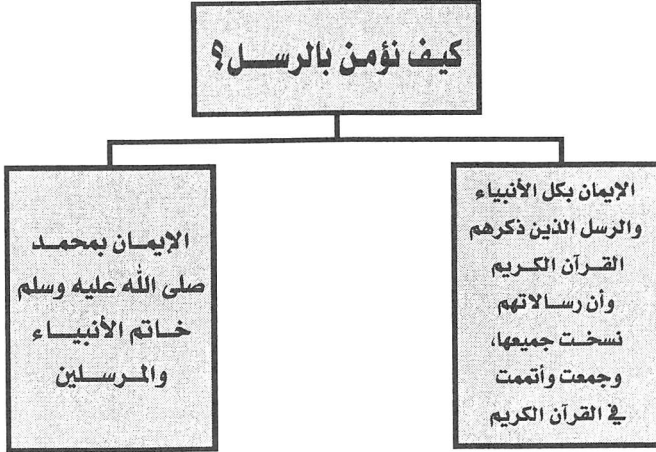 كيف نؤمن بالرسل؟
الإيمان بكل الأنبياء
والرسل الذين ذكرهم
القرآن الكريم
وأن رسالاتهم
نسخت جميعها،
وجمعت وأتممت
في القرآن الكريم
الإيمان بمحمد
صلى الله عليه وسلم
خاتم الأنبياء
والمرسلين